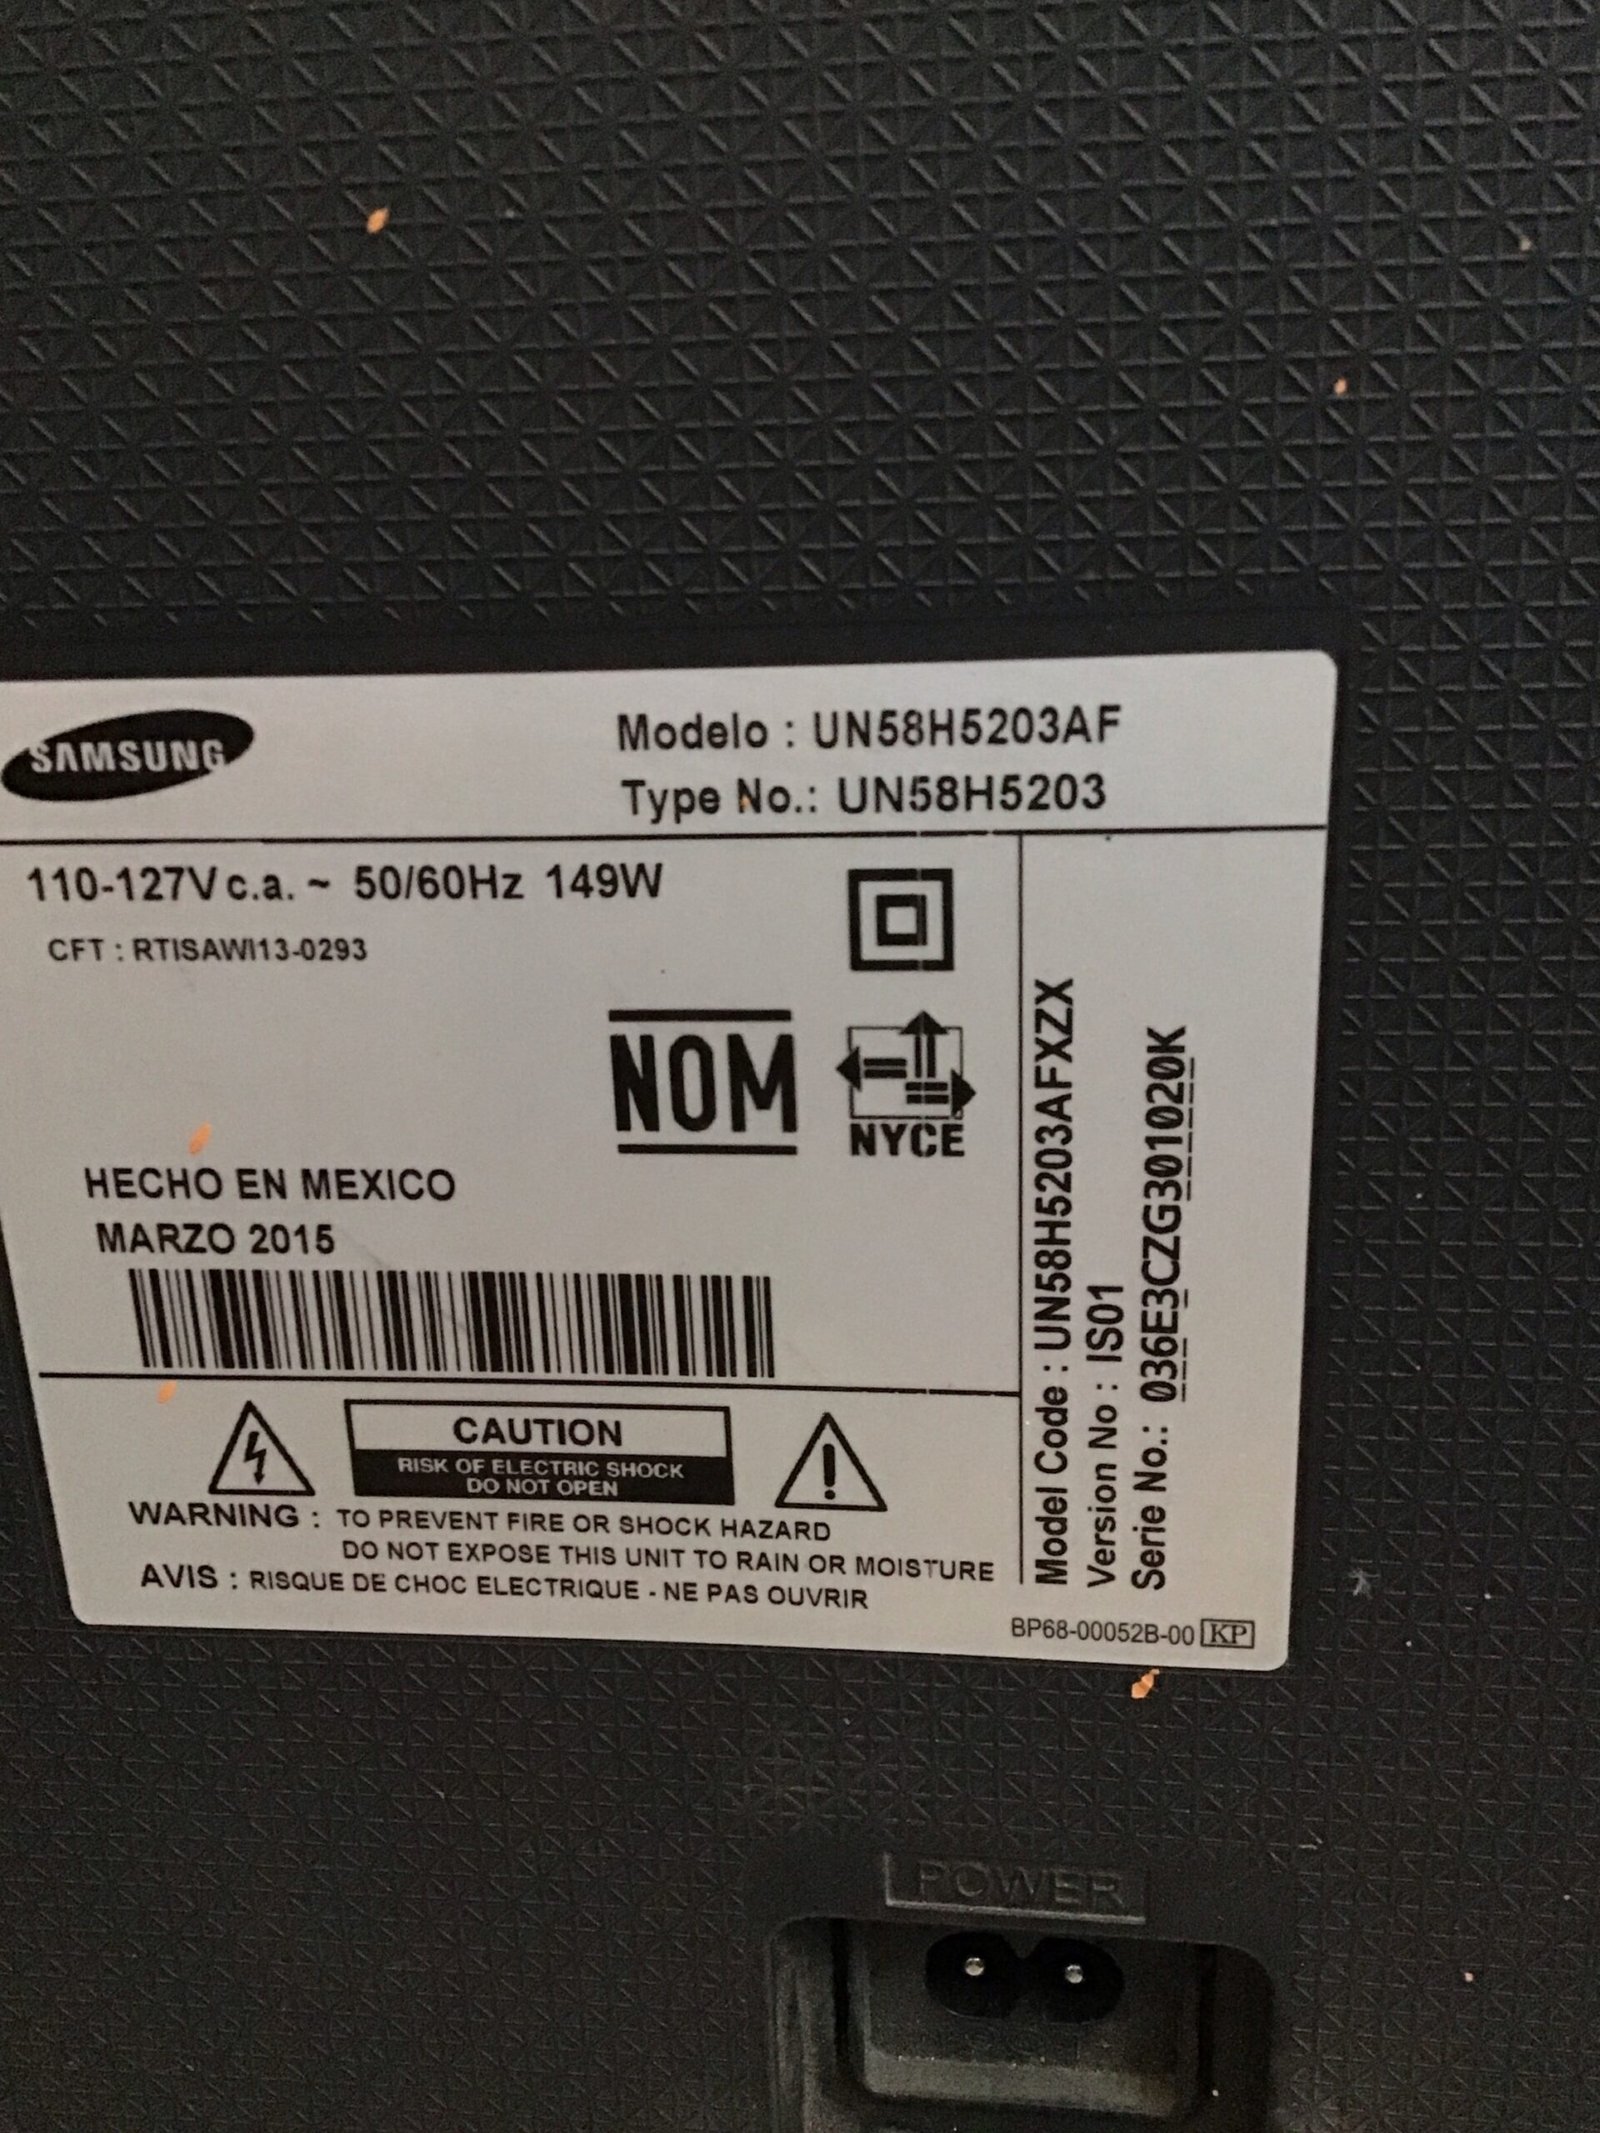 SAMSUNG
Modelo : UN58H5203AF
Type No.: UN58H5203
110-127V c.a. ~ 50/60Hz 149W
CFT : RTISAWI13-0293
NOM
NYCE
HECHO EN MEXICO
MARZO 2015
CAUTION
RISK OF ELECTRIC SHOCK
DO NOT OPEN
WARNING : TO PREVENT FIRE OR SHOCK HAZARD
DO NOT EXPOSE THIS UNIT TO RAIN OR MOISTURE
AVIS : RISQUE DE CHOC ELECTRIQUE - NE PAS OUVRIR
Model Code : UN58H5203AFXZX
Version No : IS01
Serie No.: 036E3CZG301020K
BP68-00052B-00 KP
POWER